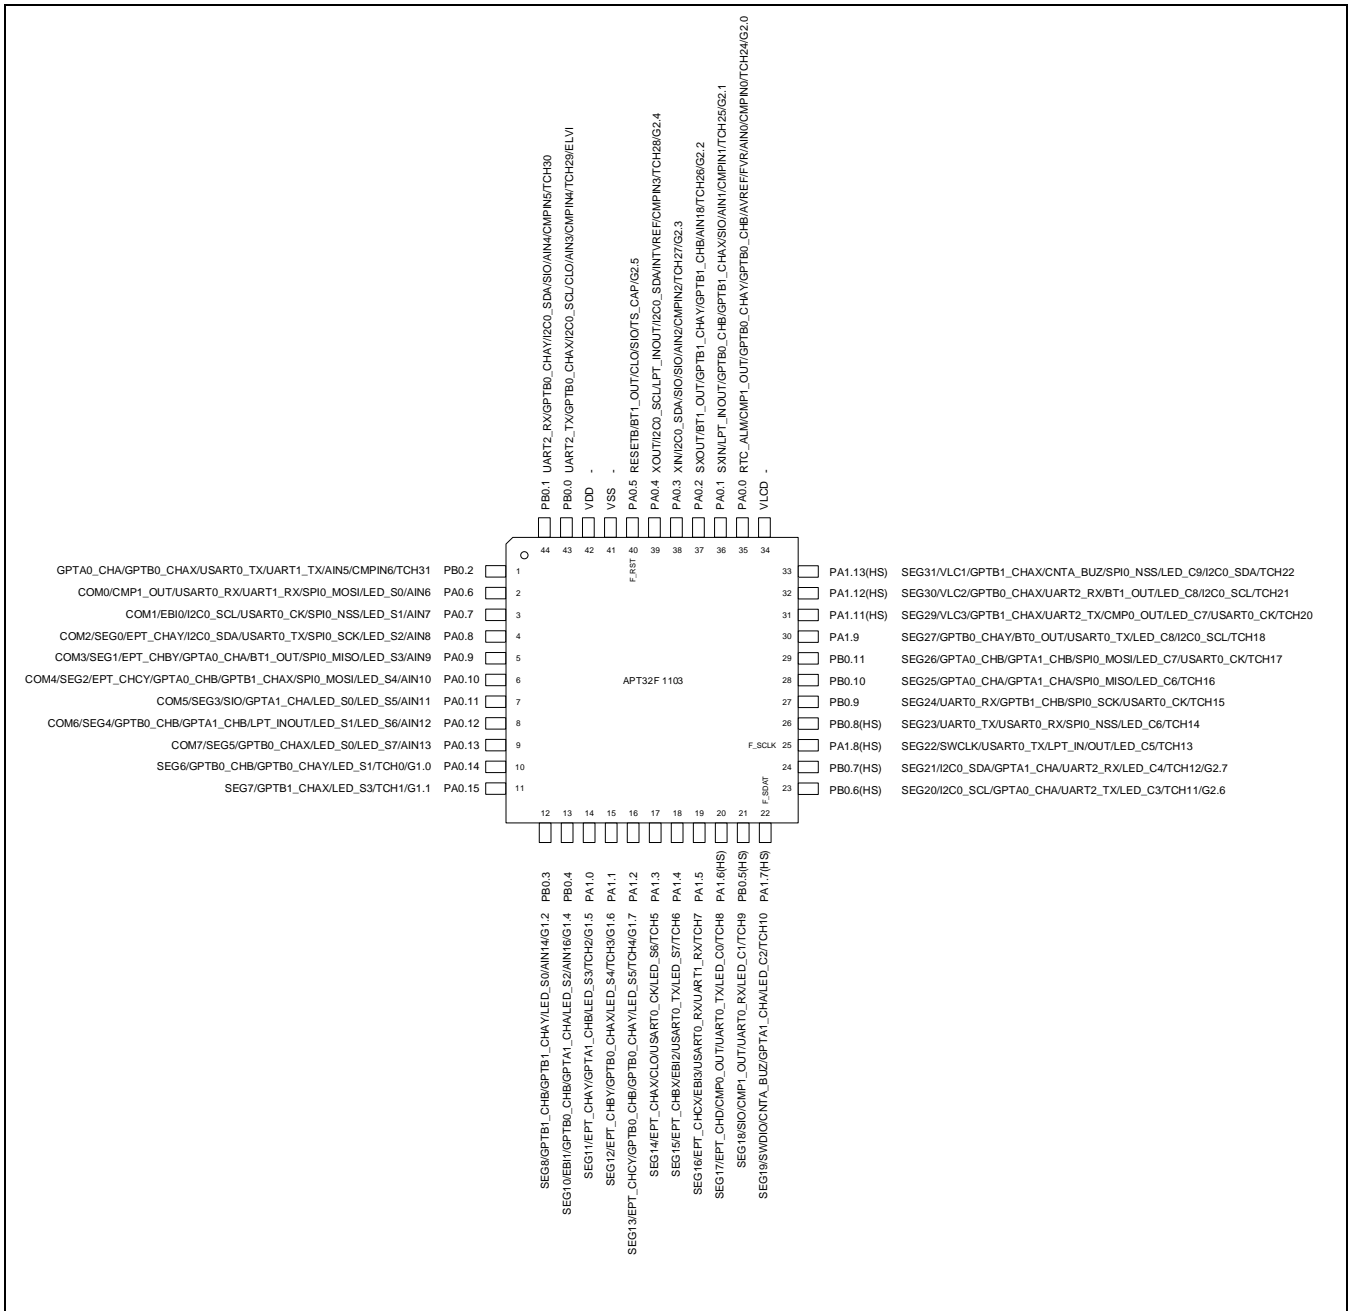 PB0.1 UART2_RX/GPTB0_CHAY/I2C0_SDA/SIO/AIN4/CMPIN5/TCH30
PB0.0 UART2_TX/GPTB0_CHAX/I2C0_SCL/CLO/AIN3/CMPIN4/TCH29/ELVI
VDD -
VSS -
PA0.5 RESETB/BT1_OUT/CLO/SIO/TS_CAP/G2.5
PA0.4 XOUT/I2C0_SCL/LPT_INOUT/I2C0_SDA/INTVREF/CMPIN3/TCH28/G2.4
PA0.3 XIN/I2C0_SDA/SIO/SIO/AIN2/CMPIN2/TCH27/G2.3
PA0.2 SXOUT/BT1_OUT/GPTB1_CHAY/GPTB1_CHB/AIN18/TCH26/G2.2
PA0.1 SXIN/LPT_INOUT/GPTB0_CHB/GPTB1_CHAX/SIO/AIN1/CMPIN1/TCH25/G2.1
PA0.0 RTC_ALM/CMP1_OUT/GPTB0_CHAY/GPTB0_CHB/AVREF/FVR/AIN0/CMPIN0/TCH24/G2.0
VLCD -
44 43 42 41 40 39 38 37 36 35 34
F_RST
GPTA0_CHA/GPTB0_CHAX/USART0_TX/UART1_TX/AIN5/CMPIN6/TCH31 PB0.2 1
COM0/CMP1_OUT/USART0_RX/UART1_RX/SPI0_MOSI/LED_S0/AIN6 PA0.6 2
COM1/EBI0/I2C0_SCL/USART0_CK/SPI0_NSS/LED_S1/AIN7 PA0.7 3
COM2/SEG0/EPT_CHAY/I2C0_SDA/USART0_TX/SPI0_SCK/LED_S2/AIN8 PA0.8 4
COM3/SEG1/EPT_CHBY/GPTA0_CHA/BT1_OUT/SPI0_MISO/LED_S3/AIN9 PA0.9 5
COM4/SEG2/EPT_CHCY/GPTA0_CHB/GPTB1_CHAX/SPI0_MOSI/LED_S4/AIN10 PA0.10 6
COM5/SEG3/SIO/GPTA1_CHA/LED_S0/LED_S5/AIN11 PA0.11 7
COM6/SEG4/GPTB0_CHB/GPTA1_CHB/LPT_INOUT/LED_S1/LED_S6/AIN12 PA0.12 8
COM7/SEG5/GPTB0_CHAX/LED_S0/LED_S7/AIN13 PA0.13 9
SEG6/GPTB0_CHB/GPTB0_CHAY/LED_S1/TCH0/G1.0 PA0.14 10
SEG7/GPTB1_CHAX/LED_S3/TCH1/G1.1 PA0.15 11
APT32F1103
33 PA1.13(HS) SEG31/VLC1/GPTB1_CHAX/CNTA_BUZ/SPI0_NSS/LED_C9/I2C0_SDA/TCH22
32 PA1.12(HS) SEG30/VLC2/GPTB0_CHAX/UART2_RX/BT1_OUT/LED_C8/I2C0_SCL/TCH21
31 PA1.11(HS) SEG29/VLC3/GPTB1_CHAX/UART2_TX/CMP0_OUT/LED_C7/USART0_CK/TCH20
30 PA1.9 SEG27/GPTB0_CHAY/BT0_OUT/USART0_TX/LED_C8/I2C0_SCL/TCH18
29 PB0.11 SEG26/GPTA0_CHB/GPTA1_CHB/SPI0_MOSI/LED_C7/USART0_CK/TCH17
28 PB0.10 SEG25/GPTA0_CHA/GPTA1_CHA/SPI0_MISO/LED_C6/TCH16
27 PB0.9 SEG24/UART0_RX/GPTB1_CHB/SPI0_SCK/USART0_CK/TCH15
26 PB0.8(HS) SEG23/UART0_TX/USART0_RX/SPI0_NSS/LED_C6/TCH14
F_SCLK 25 PA1.8(HS) SEG22/SWCLK/USART0_TX/LPT_IN/OUT/LED_C5/TCH13
24 PB0.7(HS) SEG21/I2C0_SDA/GPTA1_CHA/UART2_RX/LED_C4/TCH12/G2.7
23 PB0.6(HS) SEG20/I2C0_SCL/GPTA0_CHA/UART2_TX/LED_C3/TCH11/G2.6
F_SDAT
12 13 14 15 16 17 18 19 20 21 22
SEG8/GPTB1_CHB/GPTB1_CHAY/LED_S0/AIN14/G1.2 PB0.3
SEG10/EBI1/GPTB0_CHB/GPTA1_CHA/LED_S2/AIN16/G1.4 PB0.4
SEG11/EPT_CHAY/GPTA1_CHB/LED_S3/TCH2/G1.5 PA1.0
SEG12/EPT_CHBY/GPTB0_CHAX/LED_S4/TCH3/G1.6 PA1.1
SEG13/EPT_CHCY/GPTB0_CHB/GPTB0_CHAY/LED_S5/TCH4/G1.7 PA1.2
SEG14/EPT_CHAX/CLO/USART0_CK/LED_S6/TCH5 PA1.3
SEG15/EPT_CHBX/EBI2/USART0_TX/LED_S7/TCH6 PA1.4
SEG16/EPT_CHCX/EBI3/USART0_RX/UART1_RX/TCH7 PA1.5
SEG17/EPT_CHD/CMP0_OUT/UART0_TX/LED_C0/TCH8 PA1.6(HS)
SEG18/SIO/CMP1_OUT/UART0_RX/LED_C1/TCH9 PB0.5(HS)
SEG19/SWDIO/CNTA_BUZ/GPTA1_CHA/LED_C2/TCH10 PA1.7(HS)